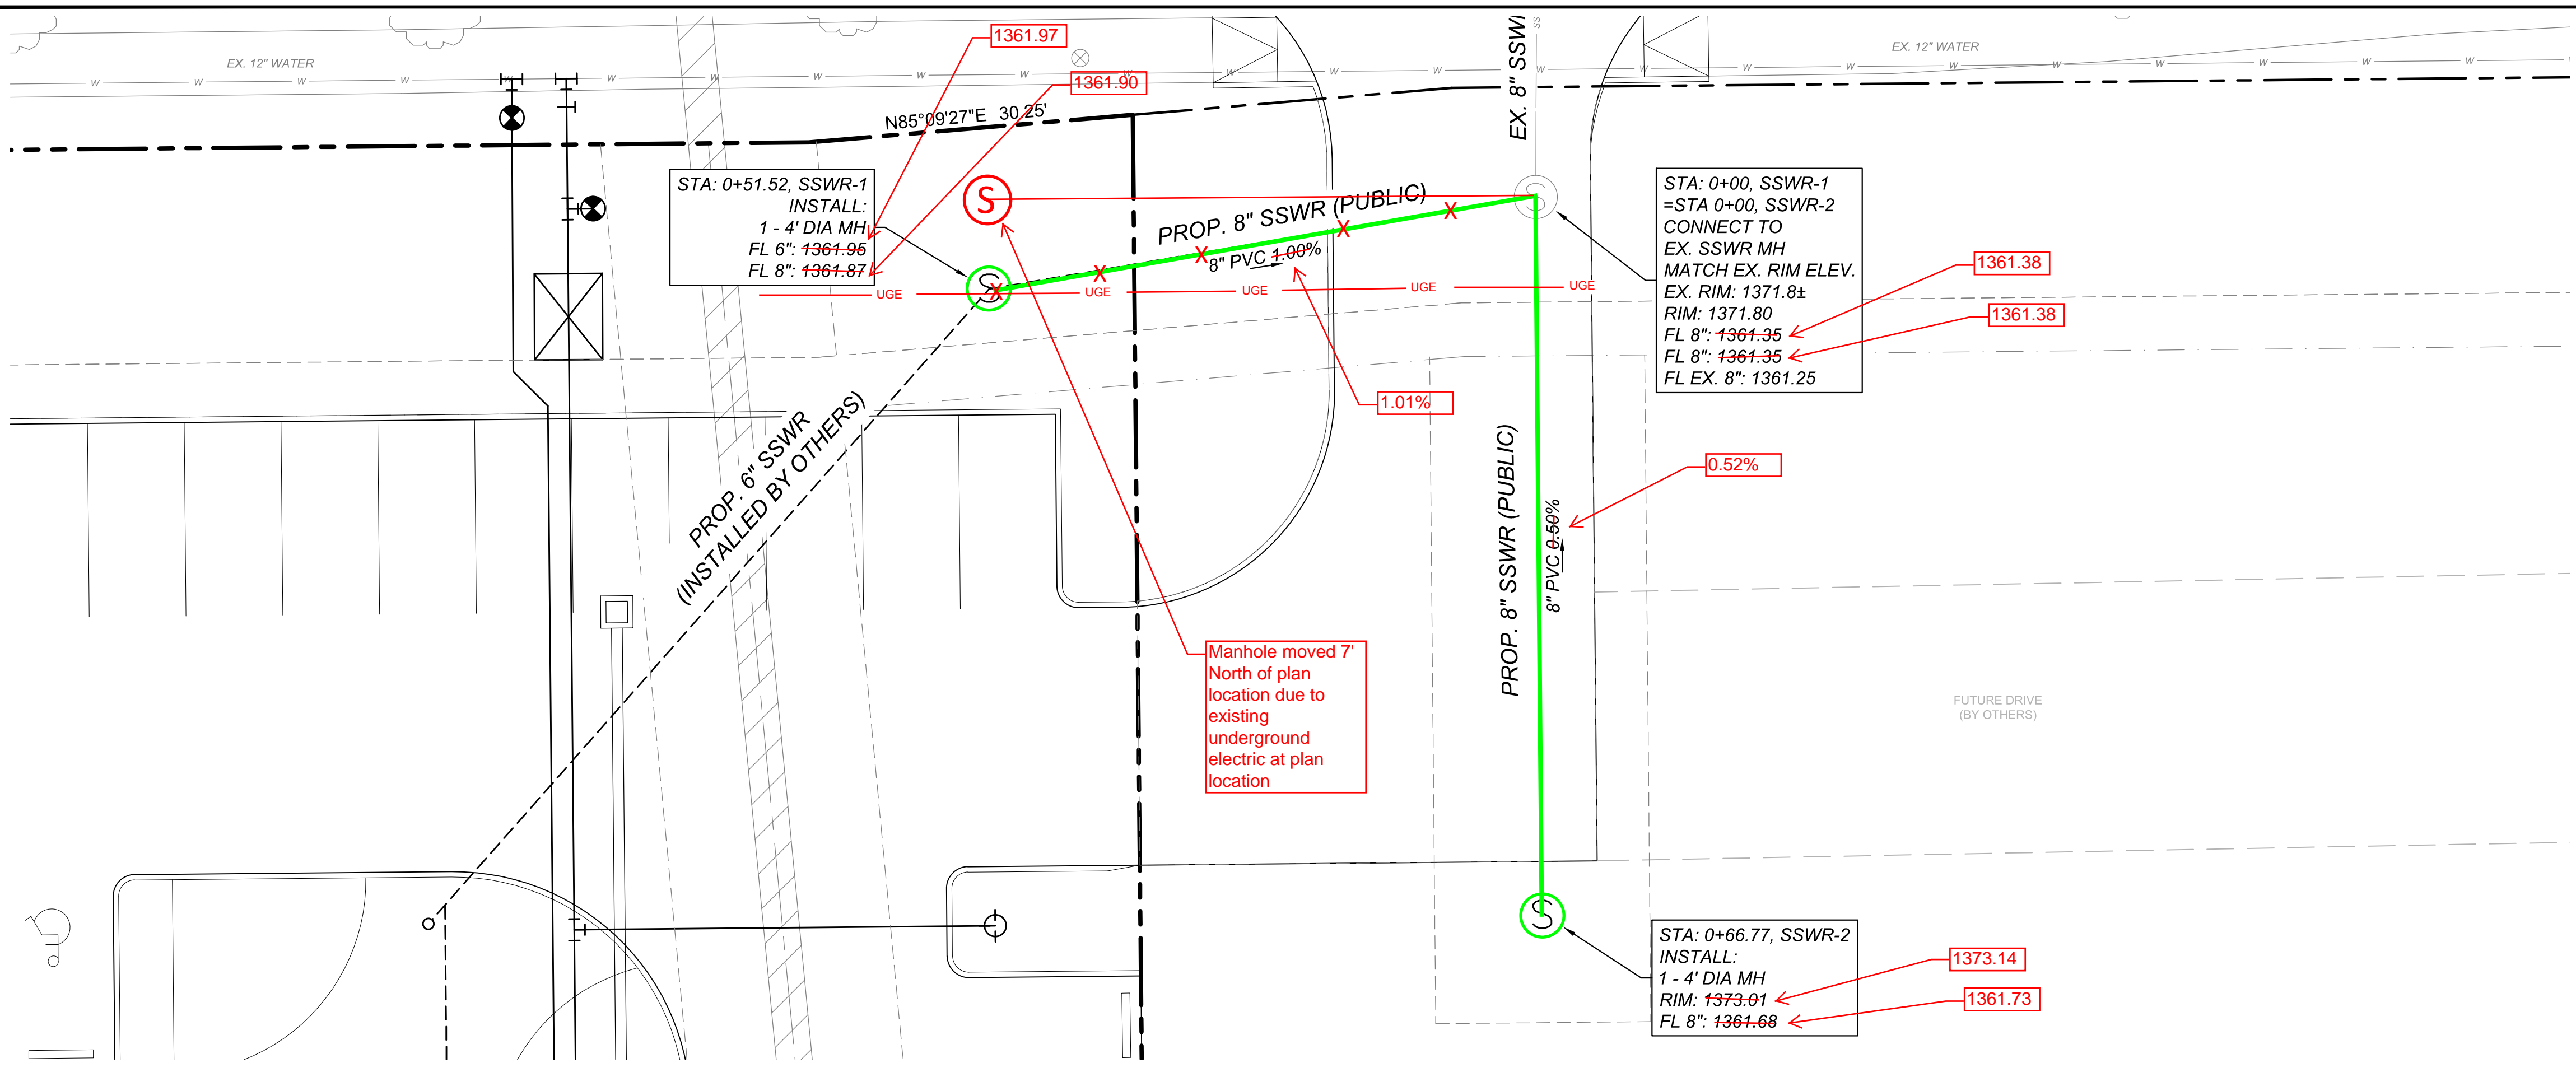 1361.97
EX. 12" WATER
EX. 8" SSWR
SS
EX. 12" WATER
W W W W W W W W W W W W W W W W W W W W W W W W
1361.90
N85°09'27"E 30.25'
STA: 0+51.52, SSWR-1
INSTALL:
1 - 4' DIA MH
FL 6": 1361.95
FL 8": 1361.87
S
S
PROP. 8" SSWR (PUBLIC)
8" PVC 1.00%
X X X X X
UGE UGE UGE UGE UGE
S
STA: 0+00, SSWR-1
=STA 0+00, SSWR-2
CONNECT TO
EX. SSWR MH
MATCH EX. RIM ELEV.
EX. RIM: 1371.8±
RIM: 1371.80
FL 8": 1361.35
FL 8": 1361.35
FL EX. 8": 1361.25
1361.38
1361.38
1.01%
0.52%
PROP. 6" SSWR
(INSTALLED BY OTHERS)
PROP. 8" SSWR (PUBLIC)
8" PVC 0.50%
Manhole moved 7'
North of plan
location due to
existing
underground
electric at plan
location
FUTURE DRIVE
(BY OTHERS)
S
STA: 0+66.77, SSWR-2
INSTALL:
1 - 4' DIA MH
RIM: 1373.01
FL 8": 1361.68
1373.14
1361.73